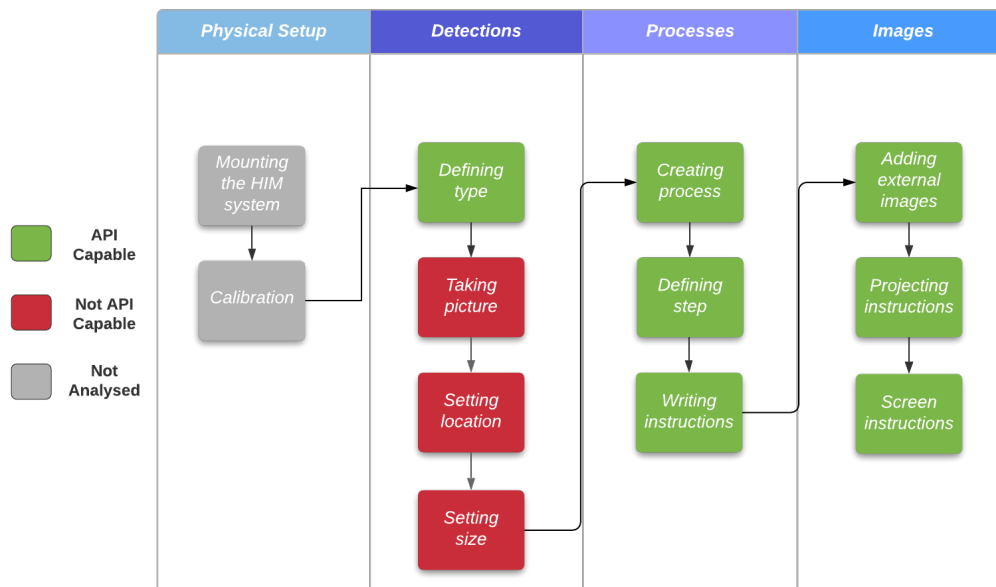 Physical Setup
Detections
Processes
Images
Mounting
the HIM
system
Calibration
Defining
type
Taking
picture
Setting
location
Setting
size
Creating
process
Defining
step
Writing
instructions
Adding
external
images
Projecting
instructions
Screen
instructions
API
Capable
Not API
Capable
Not
Analysed